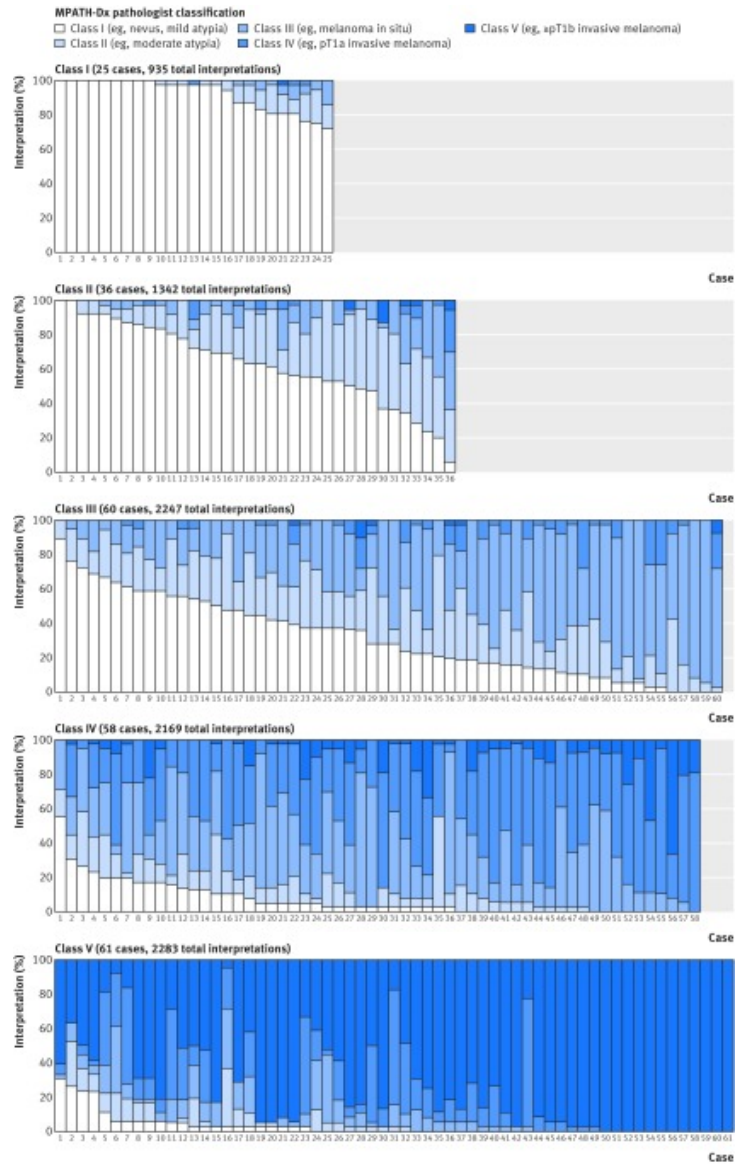 MPATH-Dx pathologist classification
Class I (eg, nevus, mild atypia) Class III (eg, melanoma in situ) Class V (eg, ≥pT1b invasive melanoma)
Class II (eg, moderate atypia) Class IV (eg, pT1a invasive melanoma)
Class I (25 cases, 935 total interpretations)
Interpretation (%)
100
80
60
40
20
0
1 2 3 4 5 6 7 8 9 10 11 12 13 14 15 16 17 18 19 20 21 22 23 24 25
Case
Class II (36 cases, 1342 total interpretations)
Interpretation (%)
100
80
60
40
20
0
1 2 3 4 5 6 7 8 9 10 11 12 13 14 15 16 17 18 19 20 21 22 23 24 25 26 27 28 29 30 31 32 33 34 35 36
Case
Class III (60 cases, 2247 total interpretations)
Interpretation (%)
100
80
60
40
20
0
1 2 3 4 5 6 7 8 9 10 11 12 13 14 15 16 17 18 19 20 21 22 23 24 25 26 27 28 29 30 31 32 33 34 35 36 37 38 39 40 41 42 43 44 45 46 47 48 49 50 51 52 53 54 55 56 57 58 59 60
Case
Class IV (58 cases, 2169 total interpretations)
Interpretation (%)
100
80
60
40
20
0
1 2 3 4 5 6 7 8 9 10 11 12 13 14 15 16 17 18 19 20 21 22 23 24 25 26 27 28 29 30 31 32 33 34 35 36 37 38 39 40 41 42 43 44 45 46 47 48 49 50 51 52 53 54 55 56 57 58
Case
Class V (61 cases, 2283 total interpretations)
Interpretation (%)
100
80
60
40
20
0
1 2 3 4 5 6 7 8 9 10 11 12 13 14 15 16 17 18 19 20 21 22 23 24 25 26 27 28 29 30 31 32 33 34 35 36 37 38 39 40 41 42 43 44 45 46 47 48 49 50 51 52 53 54 55 56 57 58 59 60 61
Case